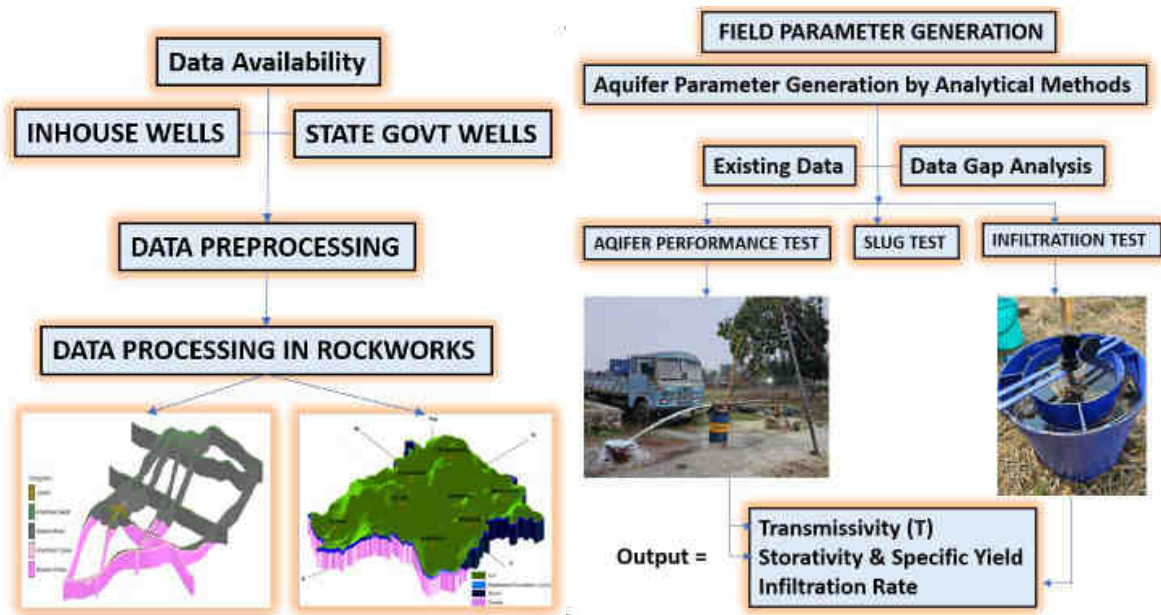 Data Availability
INHOUSE WELLS
STATE GOVT WELLS
DATA PREPROCESSING
DATA PROCESSING IN ROCKWORKS
FIELD PARAMETER GENERATION
Aquifer Parameter Generation by Analytical Methods
Existing Data
Data Gap Analysis
AQIFER PERFORMANCE TEST
SLUG TEST
INFILTRATIION TEST
Output =
Transmissivity (T)
Storativity & Specific Yield
Infiltration Rate